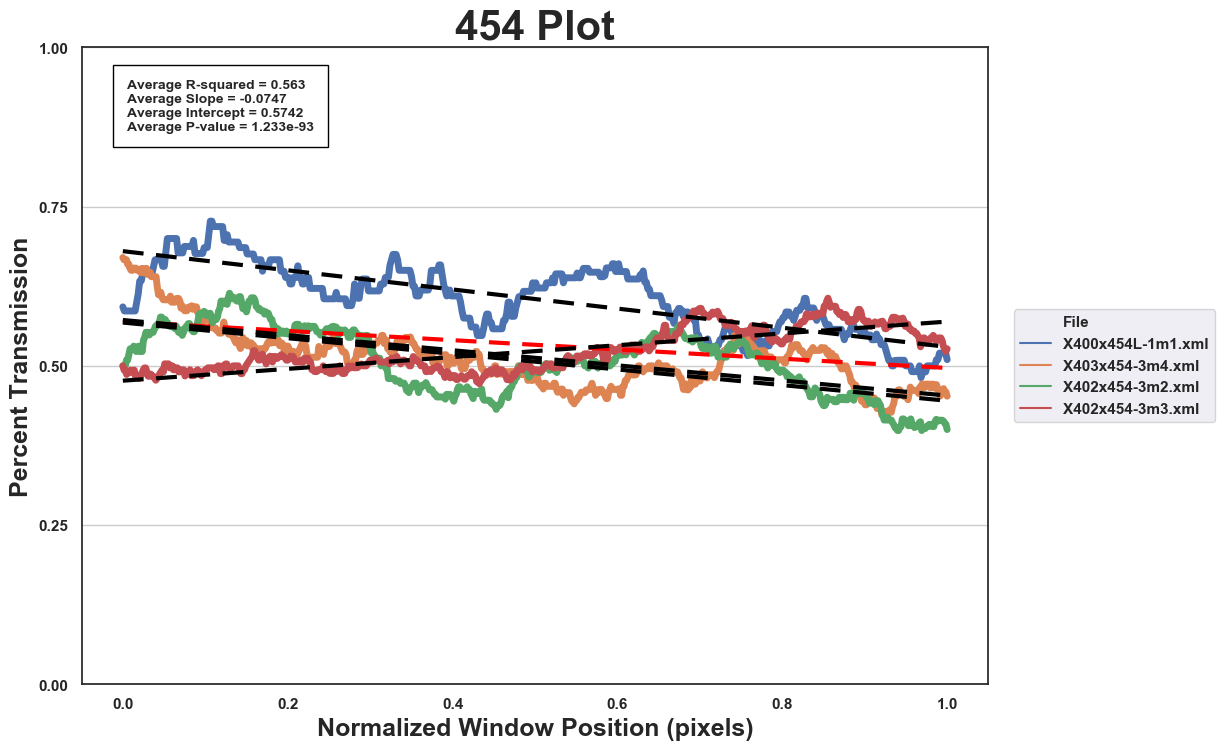 454 Plot
1.00
0.75
0.50
0.25
0.00
Percent Transmission
Average R-squared = 0.563
Average Slope = -0.0747
Average Intercept = 0.5742
Average P-value = 1.233e-93
0.0 0.2 0.4 0.6 0.8 1.0
Normalized Window Position (pixels)
File
X400x454L-1m1.xml
X403x454-3m4.xml
X402x454-3m2.xml
X402x454-3m3.xml